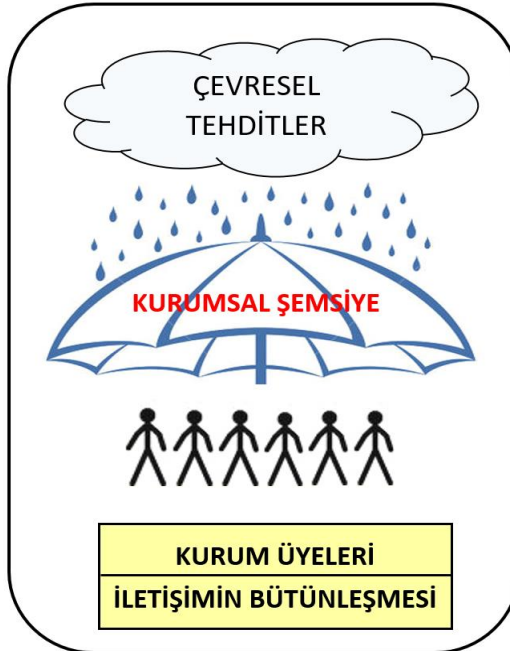 ÇEVRESEL
TEHDİTLER
KURUMSAL ŞEMSİYE
KURUM ÜYELERİ
İLETİŞİMİN BÜTÜNLEŞMESİ